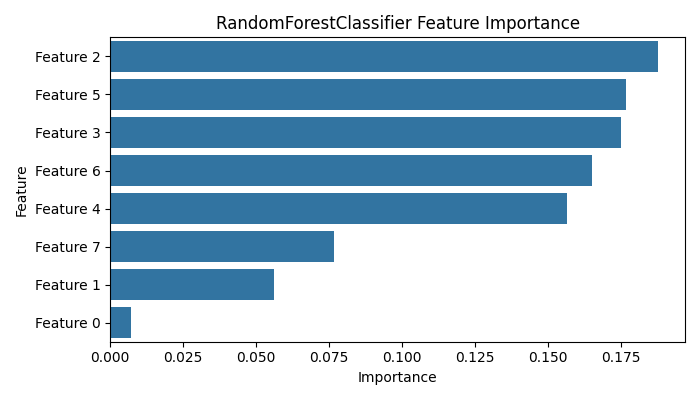 RandomForestClassifier Feature Importance
Feature 2
Feature 5
Feature 3
Feature 6
Feature 4
Feature 7
Feature 1
Feature 0
Feature
0.000 0.025 0.050 0.075 0.100 0.125 0.150 0.175
Importance